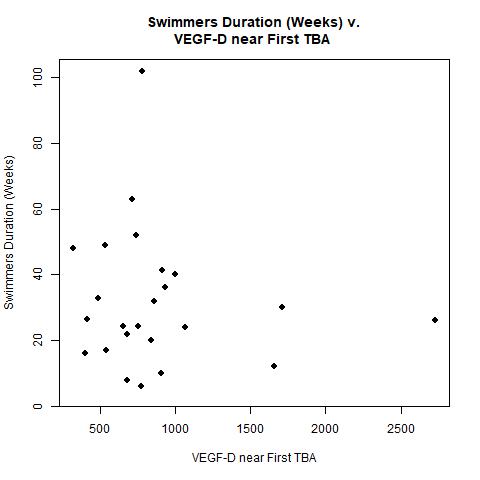 Swimmers Duration (Weeks) v.
VEGF-D near First TBA
Swimmers Duration (Weeks)
100
80
60
40
20
0
500 1000 1500 2000 2500
VEGF-D near First TBA